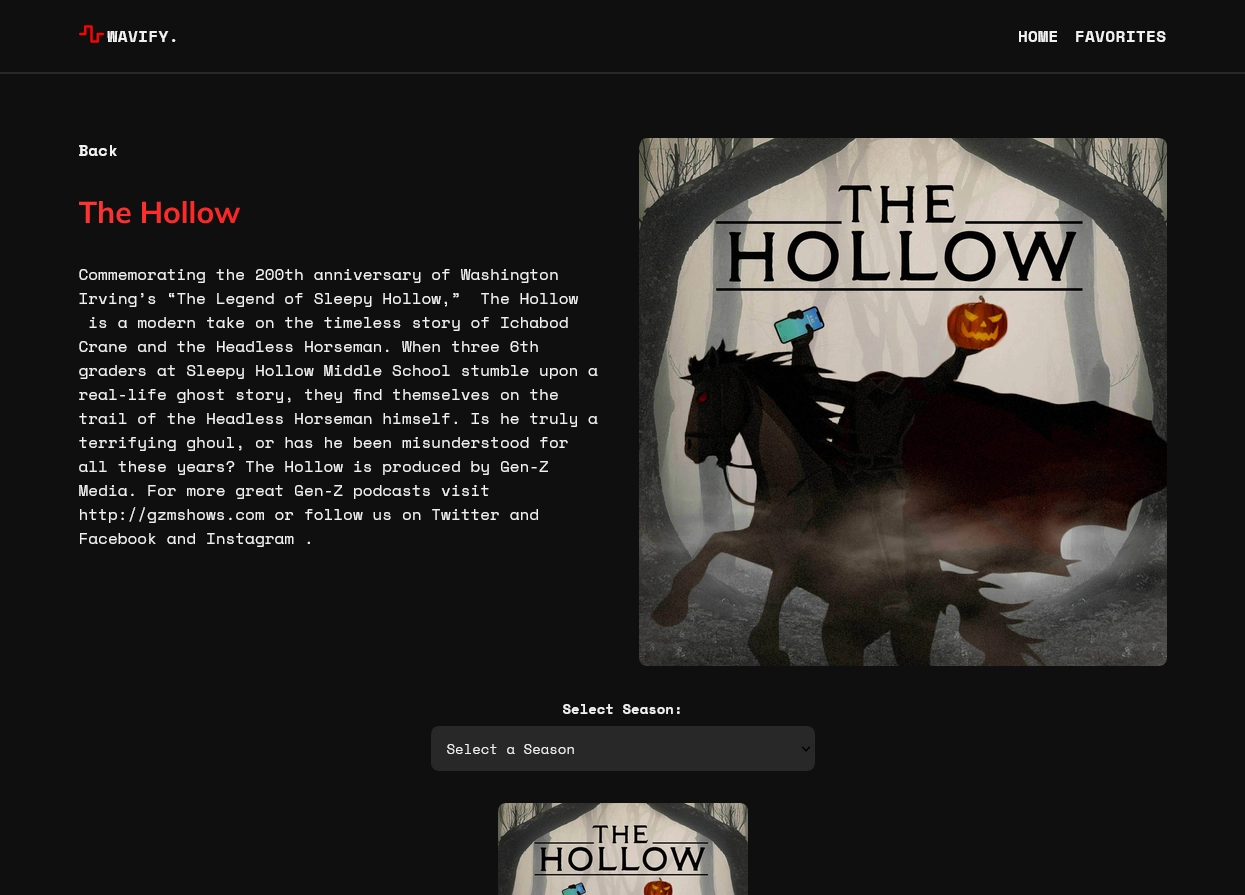 WAVIFY.
HOME FAVORITES
Back
The Hollow
Commemorating the 200th anniversary of Washington
Irving’s “The Legend of Sleepy Hollow,”  The Hollow
is a modern take on the timeless story of Ichabod
Crane and the Headless Horseman. When three 6th
graders at Sleepy Hollow Middle School stumble upon a
real-life ghost story, they find themselves on the
trail of the Headless Horseman himself. Is he truly a
terrifying ghoul, or has he been misunderstood for
all these years? The Hollow is produced by Gen-Z
Media. For more great Gen-Z podcasts visit
http://gzmshows.com or follow us on Twitter and
Facebook and Instagram .
THE
HOLLOW
Select Season:
Select a Season
THE
HOLLOW